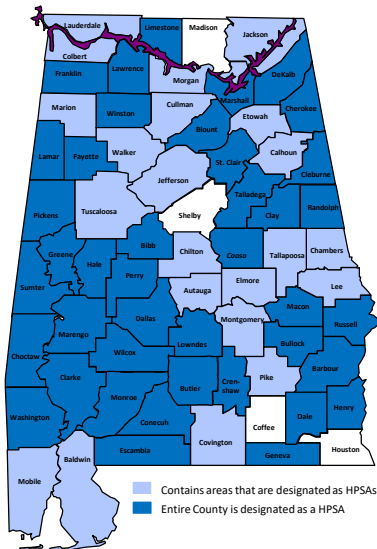 Lauderdale
Limestone
Madison
Jackson
Colbert
Franklin
Lawrence
Morgan
DeKalb
Marshall
Cherokee
Marion
Winston
Cullman
Etowah
Blount
Walker
Calhoun
Lamar
Fayette
St. Clair
Cleburne
Jefferson
Talladega
Pickens
Tuscaloosa
Shelby
Clay
Randolph
Bibb
Greene
Hale
Chilton
Coosa
Tallapoosa
Chambers
Perry
Sumter
Autauga
Elmore
Lee
Macon
Dallas
Montgomery
Russell
Marengo
Choctaw
Wilcox
Lowndes
Bullock
Barbour
Clarke
Butler
Cren-
shaw
Pike
Monroe
Washington
Conecuh
Coffee
Dale
Henry
Covington
Escambia
Geneva
Houston
Baldwin
Mobile
Contains areas that are designated as HPSAs
Entire County is designated as a HPSA